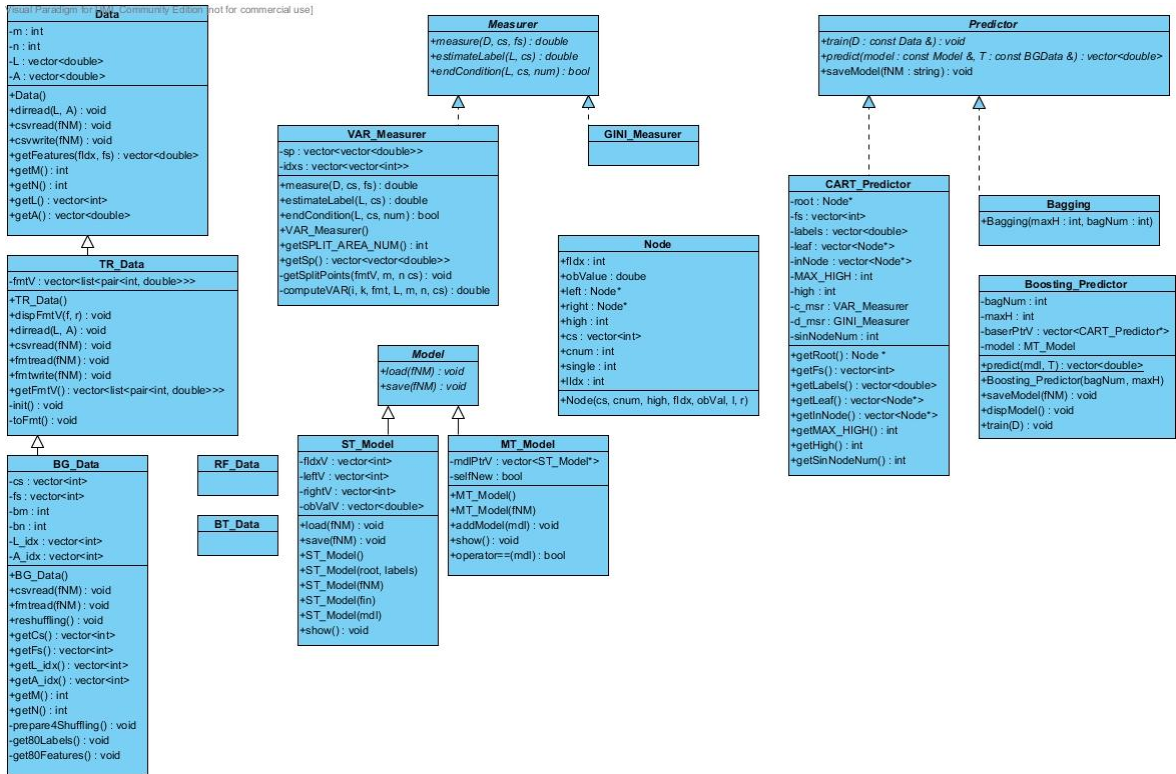 Visual Paradigm for UML Community Edition [not for commercial use]
Data
-m : int
-n : int
-L : vector<double>
-A : vector<double>
+Data()
+dirread(L, A) : void
+csvread(fNM) : void
+csvwrite(fNM) : void
+getFeatures(fIdx, fs) : vector<double>
+getM() : int
+getN() : int
+getL() : vector<int>
+getA() : vector<double>
TR_Data
-fmtV : vector<list<pair<int, double>>>
+TR_Data()
+dispFmtV(f, r) : void
+dirread(L, A) : void
+csvread(fNM) : void
+fmtread(fNM) : void
+fmtwrite(fNM) : void
+getFmtV() : vector<list<pair<int, double>>>
-init() : void
-toFmt() : void
BG_Data
-cs : vector<int>
-fs : vector<int>
-bm : int
-bn : int
-L_idx : vector<int>
-A_idx : vector<int>
+BG_Data()
+csvread(fNM) : void
+fmtread(fNM) : void
+reshuffling() : void
+getCs() : vector<int>
+getFs() : vector<int>
+getL_idx() : vector<int>
+getA_idx() : vector<int>
+getM() : int
+getN() : int
-prepare4Shuffling() : void
-get80Labels() : void
-get80Features() : void
RF_Data
BT_Data
Measurer
+measure(D, cs, fs) : double
+estimateLabel(L, cs) : double
+endCondition(L, cs, num) : bool
VAR_Measurer
-sp : vector<vector<double>>
-idxs : vector<vector<int>>
+measure(D, cs, fs) : double
+estimateLabel(L, cs) : double
+endCondition(L, cs, num) : bool
+VAR_Measurer()
+getSPLIT_AREA_NUM() : int
+getSp() : vector<vector<double>>
-getSplitPoints(fmtV, m, n cs) : void
-computeVAR(i, k, fmt, L, m, n, cs) : double
GINI_Measurer
Model
+load(fNM) : void
+save(fNM) : void
ST_Model
-fIdxV : vector<int>
-leftV : vector<int>
-rightV : vector<int>
-obValV : vector<double>
+load(fNM) : void
+save(fNM) : void
+ST_Model()
+ST_Model(root, labels)
+ST_Model(fNM)
+ST_Model(fin)
+ST_Model(mdl)
+show() : void
MT_Model
-mdlPtrV : vector<ST_Model*>
-selfNew : bool
+MT_Model()
+MT_Model(fNM)
+addModel(mdl) : void
+show() : void
+operator==(mdl) : bool
Node
+fIdx : int
+obValue : doube
+left : Node*
+right : Node*
+high : int
+cs : vector<int>
+cnum : int
+single : int
+lIdx : int
+Node(cs, cnum, high, fIdx, obVal, l, r)
Predictor
+train(D : const Data &) : void
+predict(model : const Model &, T : const BGData &) : vector<double>
+saveModel(fNM : string) : void
CART_Predictor
-root : Node*
-fs : vector<int>
-labels : vector<double>
-leaf : vector<Node*>
-inNode : vector<Node*>
-MAX_HIGH : int
-high : int
-c_msr : VAR_Measurer
-d_msr : GINI_Measurer
-sinNodeNum : int
+getRoot() : Node *
+getFs() : vector<int>
+getLabels() : vector<double>
+getLeaf() : vector<Node*>
+getInNode() : vector<Node*>
+getMAX_HIGH() : int
+getHigh() : int
+getSinNodeNum() : int
Bagging
+Bagging(maxH : int, bagNum : int)
Boosting_Predictor
-bagNum : int
-maxH : int
-baserPtrV : vector<CART_Predictor*>
-model : MT_Model
+predict(mdl, T) : vector<double>
+Boosting_Predictor(bagNum, maxH)
+saveModel(fNM) : void
+dispModel() : void
+train(D) : void